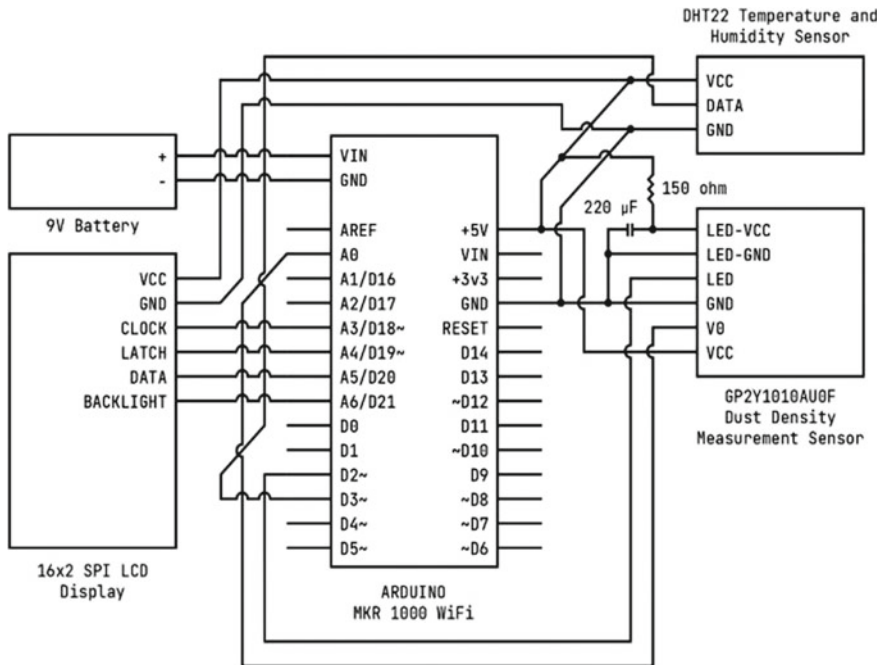 DHT22 Temperature and
Humidity Sensor
VCC
DATA
GND
+
-
9V Battery
VIN
GND
AREF
A0
A1/D16
A2/D17
A3/D18~
A4/D19~
A5/D20
A6/D21
D0
D1
D2~
D3~
D4~
D5~
+5V
VIN
+3v3
GND
RESET
D14
D13
~D12
D11
~D10
D9
~D8
~D7
~D6
ARDUINO
MKR 1000 WiFi
150 ohm
220 µF
LED-VCC
LED-GND
LED
GND
V0
VCC
GP2Y1010AU0F
Dust Density
Measurement Sensor
VCC
GND
CLOCK
LATCH
DATA
BACKLIGHT
16x2 SPI LCD
Display